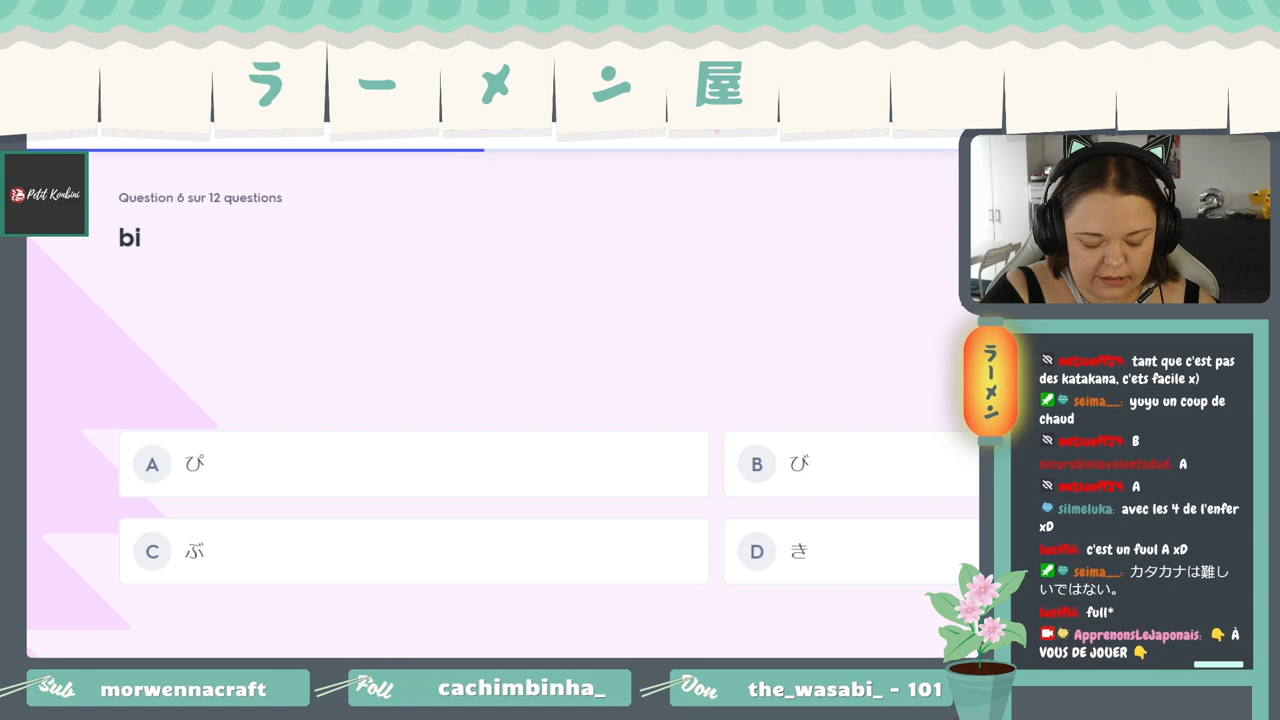 ラーメン屋
Petit Konbini
Question 6 sur 12 questions
bi
A ぴ
B び
C ぶ
D き
ラーメン
netsuoff24: tant que c'est pas
des katakana, c'ets facile x)
seima__: yuyu un coup de
chaud
netsuoff24: B
A
netsuoff24: A
silmeluka: avec les 4 de l'enfer
xD
c'est un fuul A xD
seima__: カタカナは難し
いではない。
full*
ApprenonsLeJaponais: 👇 À
VOUS DE JOUER 👇
Sub morwennacraft
Foll cachimbinha_
Don the_wasabi_ - 101